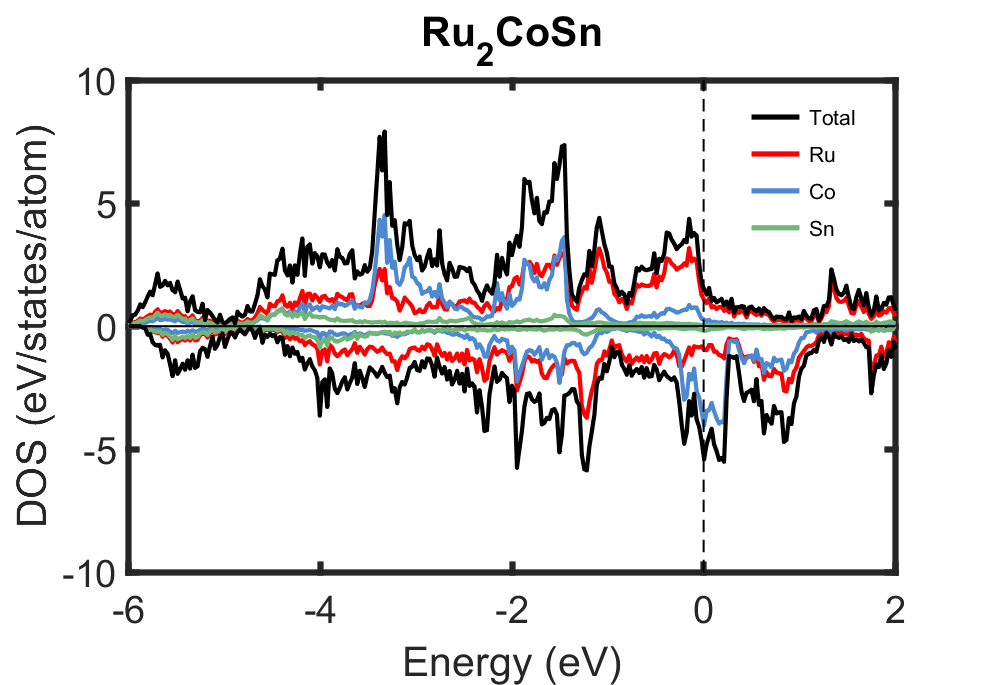 Ru₂CoSn
10
5
0
-5
-10
DOS (eV/states/atom)
Total
Ru
Co
Sn
-6 -4 -2 0 2
Energy (eV)